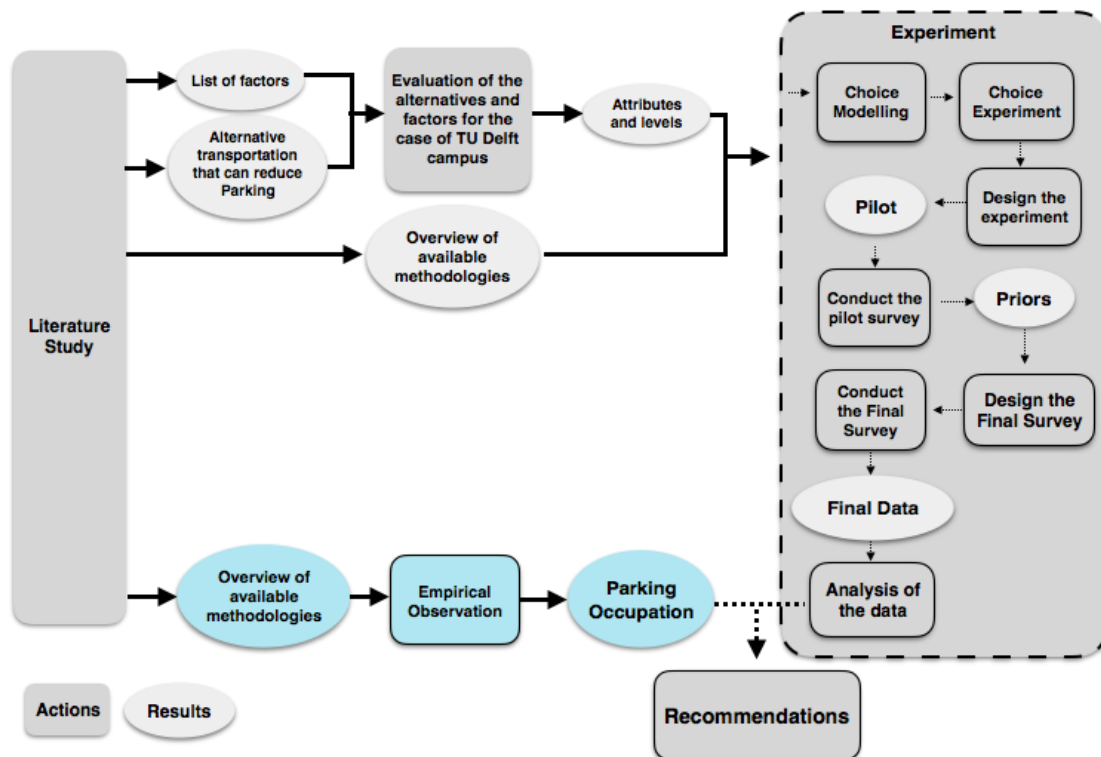 Literature
Study
List of factors
Alternative
transportation
that can reduce
Parking
Evaluation of the
alternatives and
factors for the
case of TU Delft
campus
Attributes
and levels
Overview of
available
methodologies
Experiment
Choice
Modelling
Choice
Experiment
Design the
experiment
Pilot
Conduct the
pilot survey
Priors
Design the
Final Survey
Conduct
the Final
Survey
Final Data
Analysis of
the data
Overview of
available
methodologies
Empirical
Observation
Parking
Occupation
Recommendations
Actions
Results